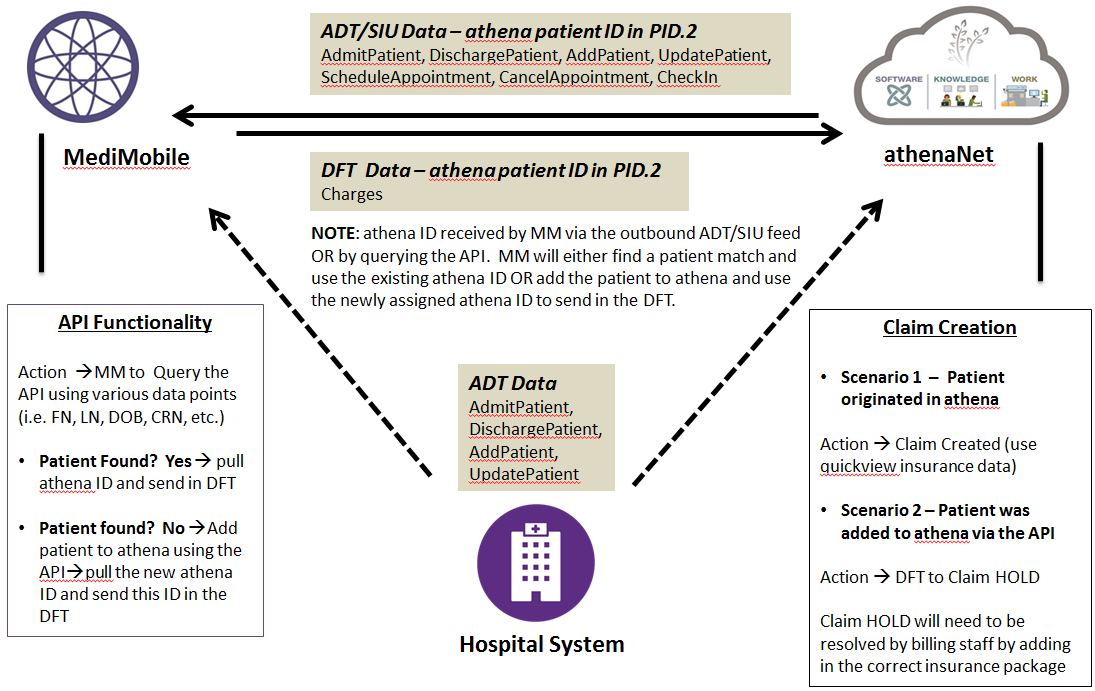 ADT/SIU Data – athena patient ID in PID.2
AdmitPatient, DischargePatient, AddPatient, UpdatePatient,
ScheduleAppointment, CancelAppointment, CheckIn
SOFTWARE
KNOWLEDGE
WORK
MediMobile
athenaNet
DFT Data – athena patient ID in PID.2
Charges
NOTE: athena ID received by MM via the outbound ADT/SIU feed
OR by querying the API. MM will either find a patient match and
use the existing athena ID OR add the patient to athena and use
the newly assigned athena ID to send in the DFT.
API Functionality
Action → MM to Query the
API using various data points
(i.e. FN, LN, DOB, CRN, etc.)
• Patient Found? Yes → pull
athena ID and send in DFT
• Patient found? No → Add
patient to athena using the
API → pull the new athena
ID and send this ID in the
DFT
ADT Data
AdmitPatient,
DischargePatient,
AddPatient,
UpdatePatient
Hospital System
Claim Creation
• Scenario 1 – Patient
originated in athena
Action → Claim Created (use
quickview insurance data)
• Scenario 2 – Patient was
added to athena via the API
Action → DFT to Claim HOLD
Claim HOLD will need to be
resolved by billing staff by adding
in the correct insurance package